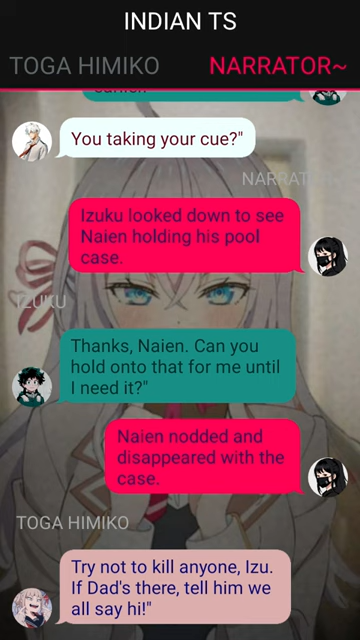 INDIAN TS
TOGA HIMIKO
NARRATOR~
You taking your cue?"
NARRAT
Izuku looked down to see
Naien holding his pool
case.
IZUKU
Thanks, Naien. Can you
hold onto that for me until
I need it?"
Naien nodded and
disappeared with the
case.
TOGA HIMIKO
Try not to kill anyone, Izu.
If Dad's there, tell him we
all say hi!"